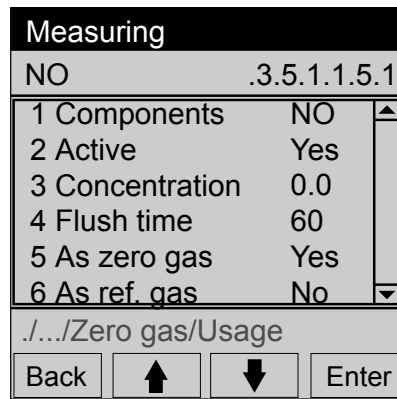 Measuring
NO .3.5.1.1.5.1
1 Components NO
2 Active Yes
3 Concentration 0.0
4 Flush time 60
5 As zero gas Yes
6 As ref. gas No
./.../Zero gas/Usage
Back Enter